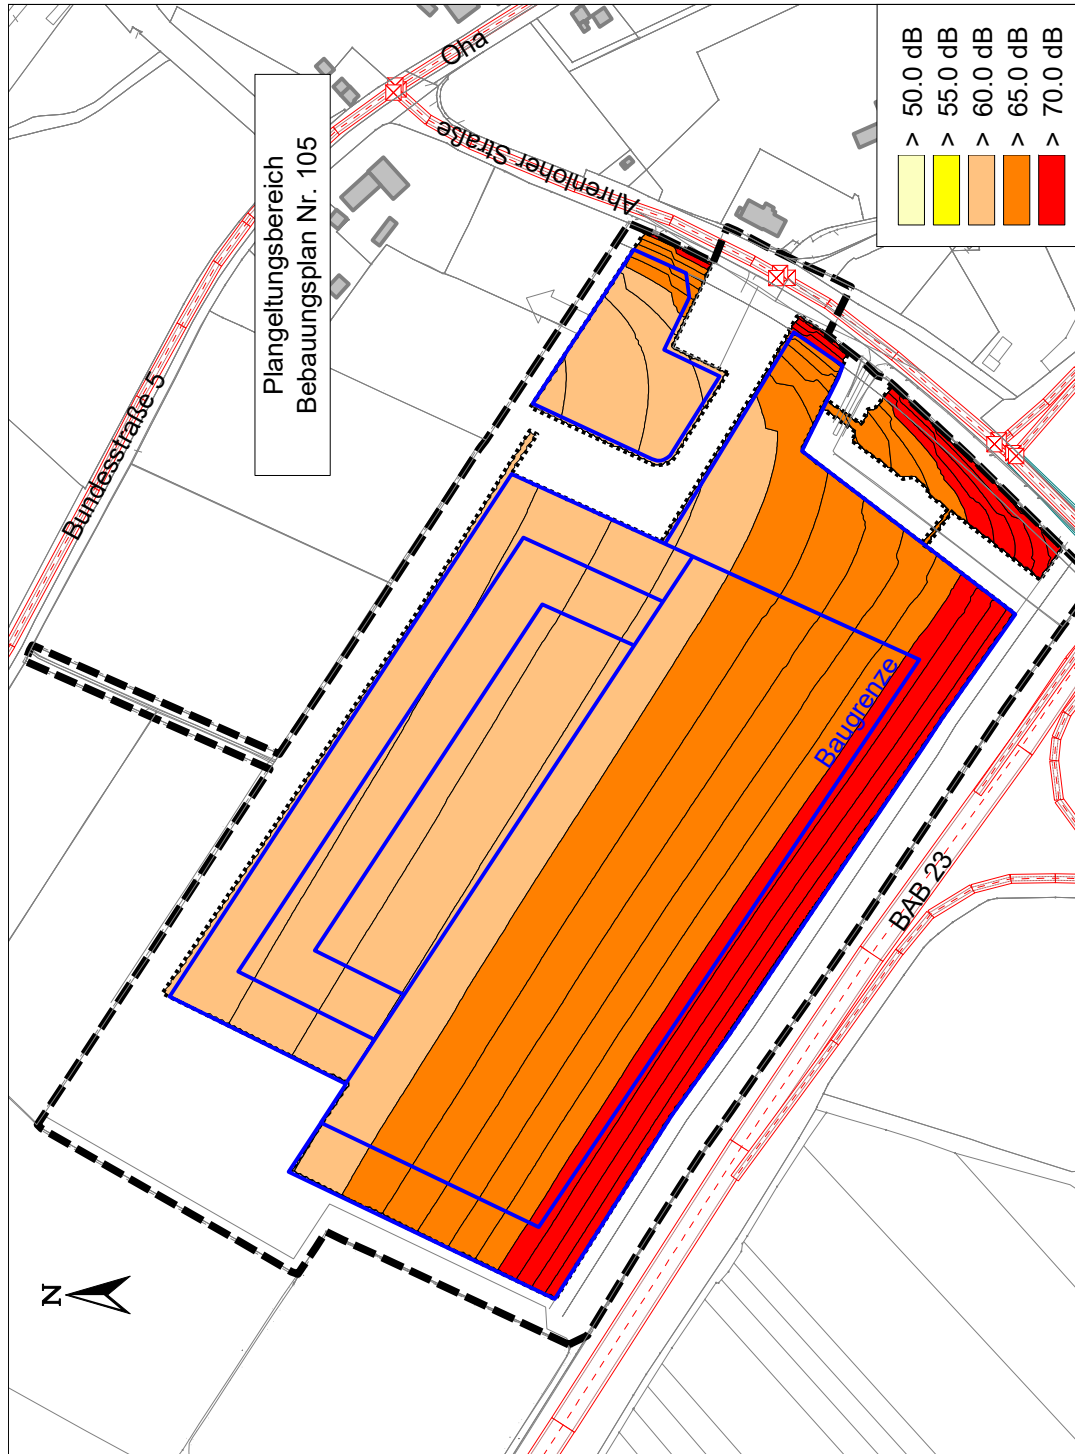 Plangeltungsbereich
Bebauungsplan Nr. 105
Oha
Ahrenloher Straße
Bundesstraße 5
Baugrenze
BAB 23
N
> 50.0 dB
> 55.0 dB
> 60.0 dB
> 65.0 dB
> 70.0 dB